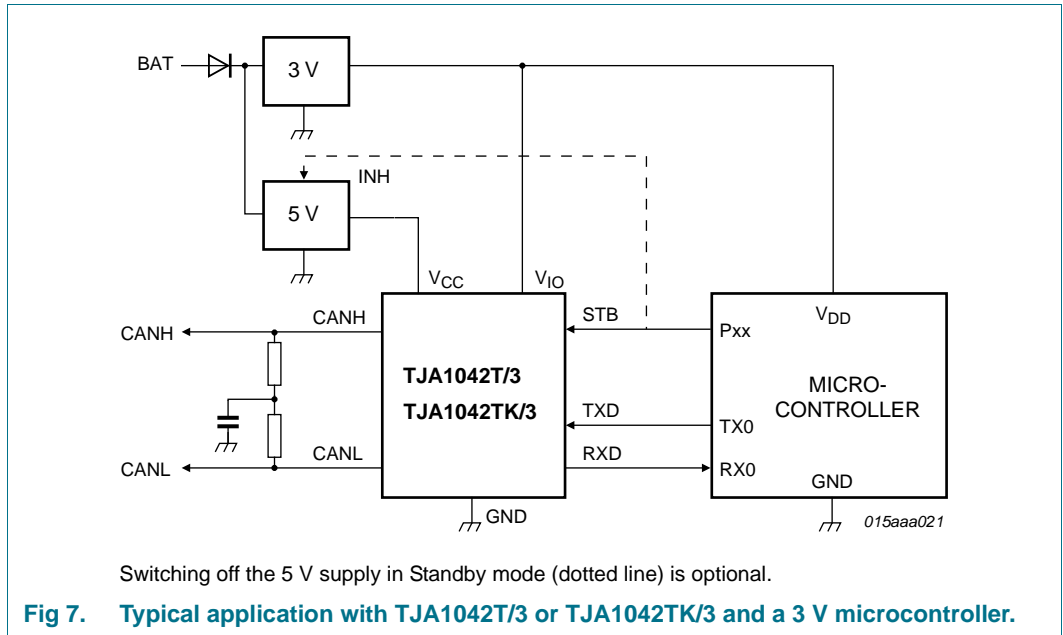 BAT
3 V
INH
5 V
VCC
VIO
CANH
CANH
STB
Pxx
VDD
TJA1042T/3
TJA1042TK/3
MICRO-
CONTROLLER
TXD
TX0
CANL
CANL
RXD
RX0
GND
GND
015aaa021
Switching off the 5 V supply in Standby mode (dotted line) is optional.
Fig 7. Typical application with TJA1042T/3 or TJA1042TK/3 and a 3 V microcontroller.